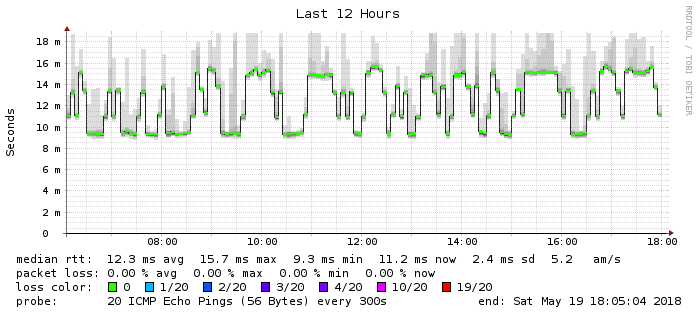 Last 12 Hours
RRDTOOL / TOBI OETIKER
Seconds
18 m
16 m
14 m
12 m
10 m
8 m
6 m
4 m
2 m
0
08:00 10:00 12:00 14:00 16:00 18:00
median rtt: 12.3 ms avg 15.7 ms max 9.3 ms min 11.2 ms now 2.4 ms sd 5.2 am/s
packet loss: 0.00 % avg 0.00 % max 0.00 % min 0.00 % now
loss color: 0 1/20 2/20 3/20 4/20 10/20 19/20
probe: 20 ICMP Echo Pings (56 Bytes) every 300s end: Sat May 19 18:05:04 2018